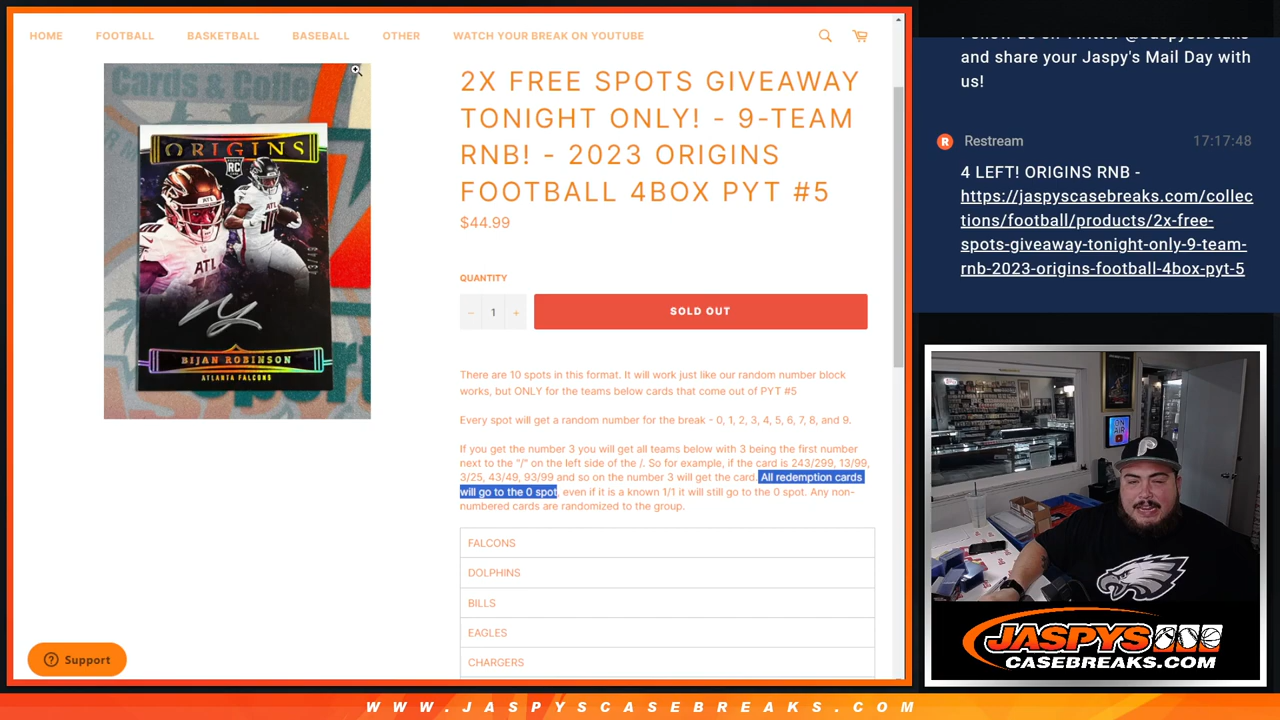 HOME FOOTBALL BASKETBALL BASEBALL OTHER WATCH YOUR BREAK ON YOUTUBE
Cards & Colle
ORIGINS
RC
ATL
ATL
BIJAN ROBINSON
ATLANTA FALCONS
2X FREE SPOTS GIVEAWAY
TONIGHT ONLY! - 9-TEAM
RNB! - 2023 ORIGINS
FOOTBALL 4BOX PYT #5
$44.99
QUANTITY
− 1 + SOLD OUT
There are 10 spots in this format. It will work just like our random number block
works, but ONLY for the teams below cards that come out of PYT #5
Every spot will get a random number for the break - 0, 1, 2, 3, 4, 5, 6, 7, 8, and 9.
If you get the number 3 you will get all teams below with 3 being the first number
next to the "/" on the left side of the /. So for example, if the card is 243/299, 13/99,
3/25, 43/49, 93/99 and so on the number 3 will get the card. All redemption cards
will go to the 0 spot, even if it is a known 1/1 it will still go to the 0 spot. Any non-
numbered cards are randomized to the group.
FALCONS
DOLPHINS
BILLS
EAGLES
CHARGERS
Support
and share your Jaspy's Mail Day with
us!
R Restream 17:17:48
4 LEFT! ORIGINS RNB -
https://jaspyscasebreaks.com/collec
tions/football/products/2x-free-
spots-giveaway-tonight-only-9-team-
rnb-2023-origins-football-4box-pyt-5
ON
AIR
JASPYS
CASEBREAKS.COM
WWW.JASPYSCASEBREAKS.COM